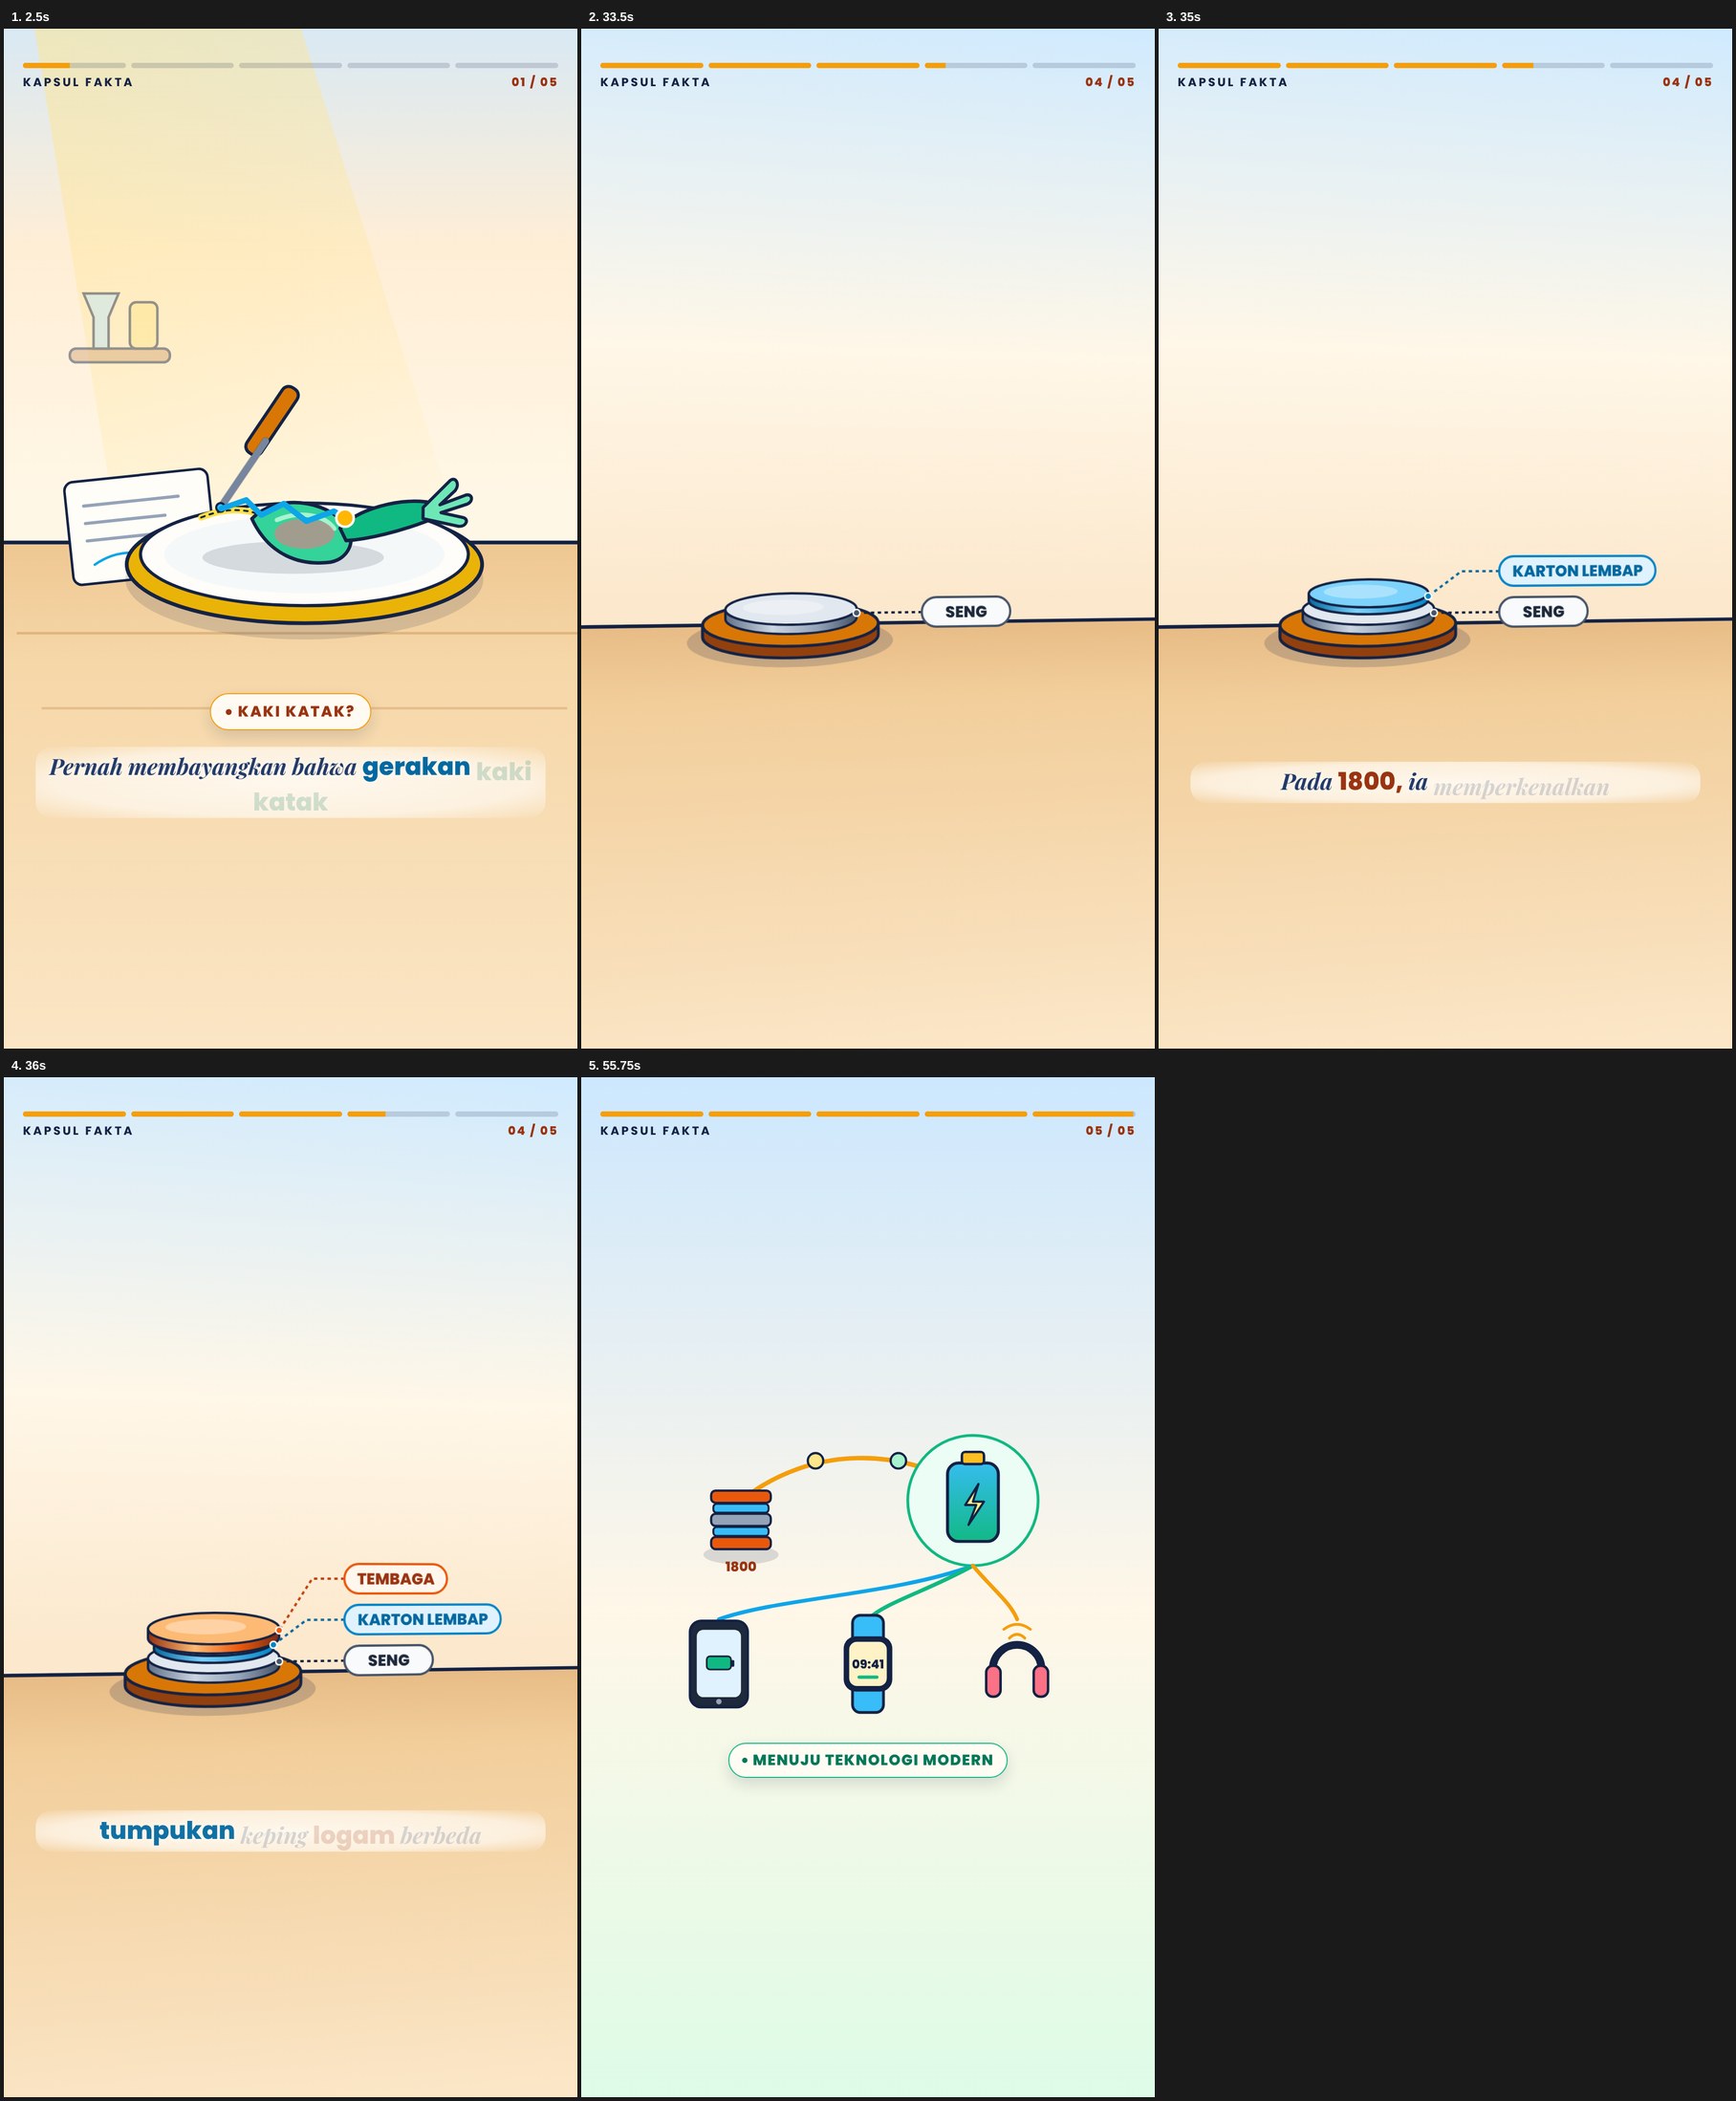 1. 2.5s
KAPSUL FAKTA
01 / 05
• KAKI KATAK?
Pernah membayangkan bahwa gerakan kaki
katak
2. 33.5s
KAPSUL FAKTA
04 / 05
SENG
3. 35s
KAPSUL FAKTA
04 / 05
KARTON LEMBAP
SENG
Pada 1800, ia memperkenalkan
4. 36s
KAPSUL FAKTA
04 / 05
TEMBAGA
KARTON LEMBAP
SENG
tumpukan keping logam berbeda
5. 55.75s
KAPSUL FAKTA
05 / 05
1800
09:41
• MENUJU TEKNOLOGI MODERN